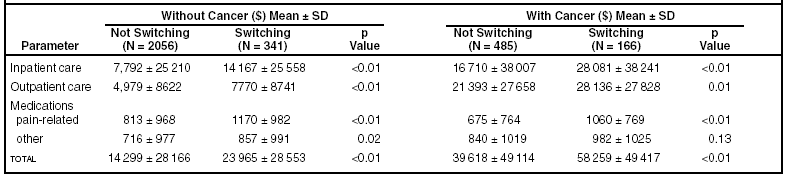 Without Cancer ($) Mean ± SD With Cancer ($) Mean ± SD
Not Switching Switching p Not Switching Switching p
Parameter (N = 2056) (N = 341) Value (N = 485) (N = 166) Value
Inpatient care 7,792 ± 25 210 14 167 ± 25 558 <0.01 16 710 ± 38 007 28 081 ± 38 241 <0.01
Outpatient care 4,979 ± 8622 7770 ± 8741 <0.01 21 393 ± 27 658 28 136 ± 27 828 0.01
Medications
pain-related 813 ± 968 1170 ± 982 <0.01 675 ± 764 1060 ± 769 <0.01
other 716 ± 977 857 ± 991 0.02 840 ± 1019 982 ± 1025 0.13
TOTAL 14 299 ± 28 166 23 965 ± 28 553 <0.01 39 618 ± 49 114 58 259 ± 49 417 <0.01